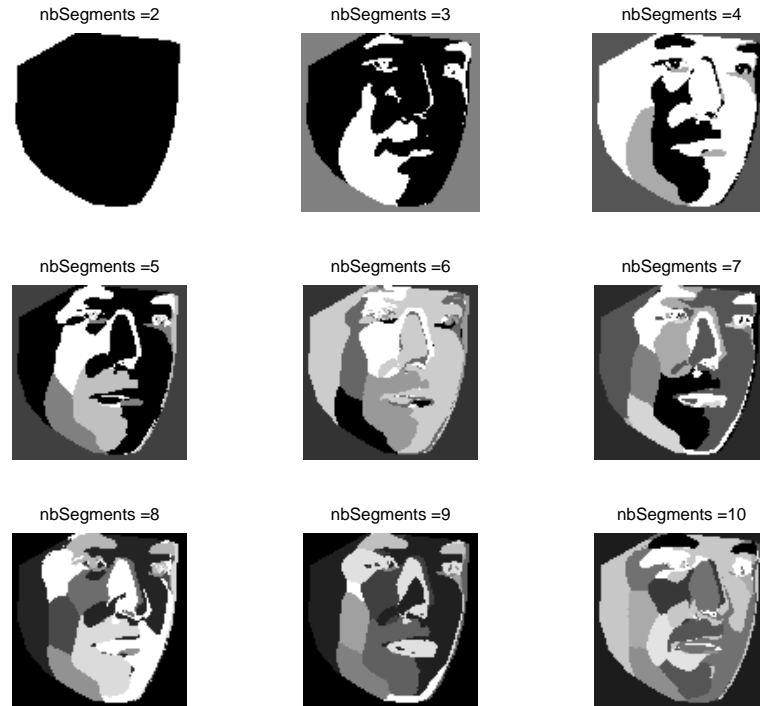 nbSegments =2
nbSegments =3
nbSegments =4
nbSegments =5
nbSegments =6
nbSegments =7
nbSegments =8
nbSegments =9
nbSegments =10